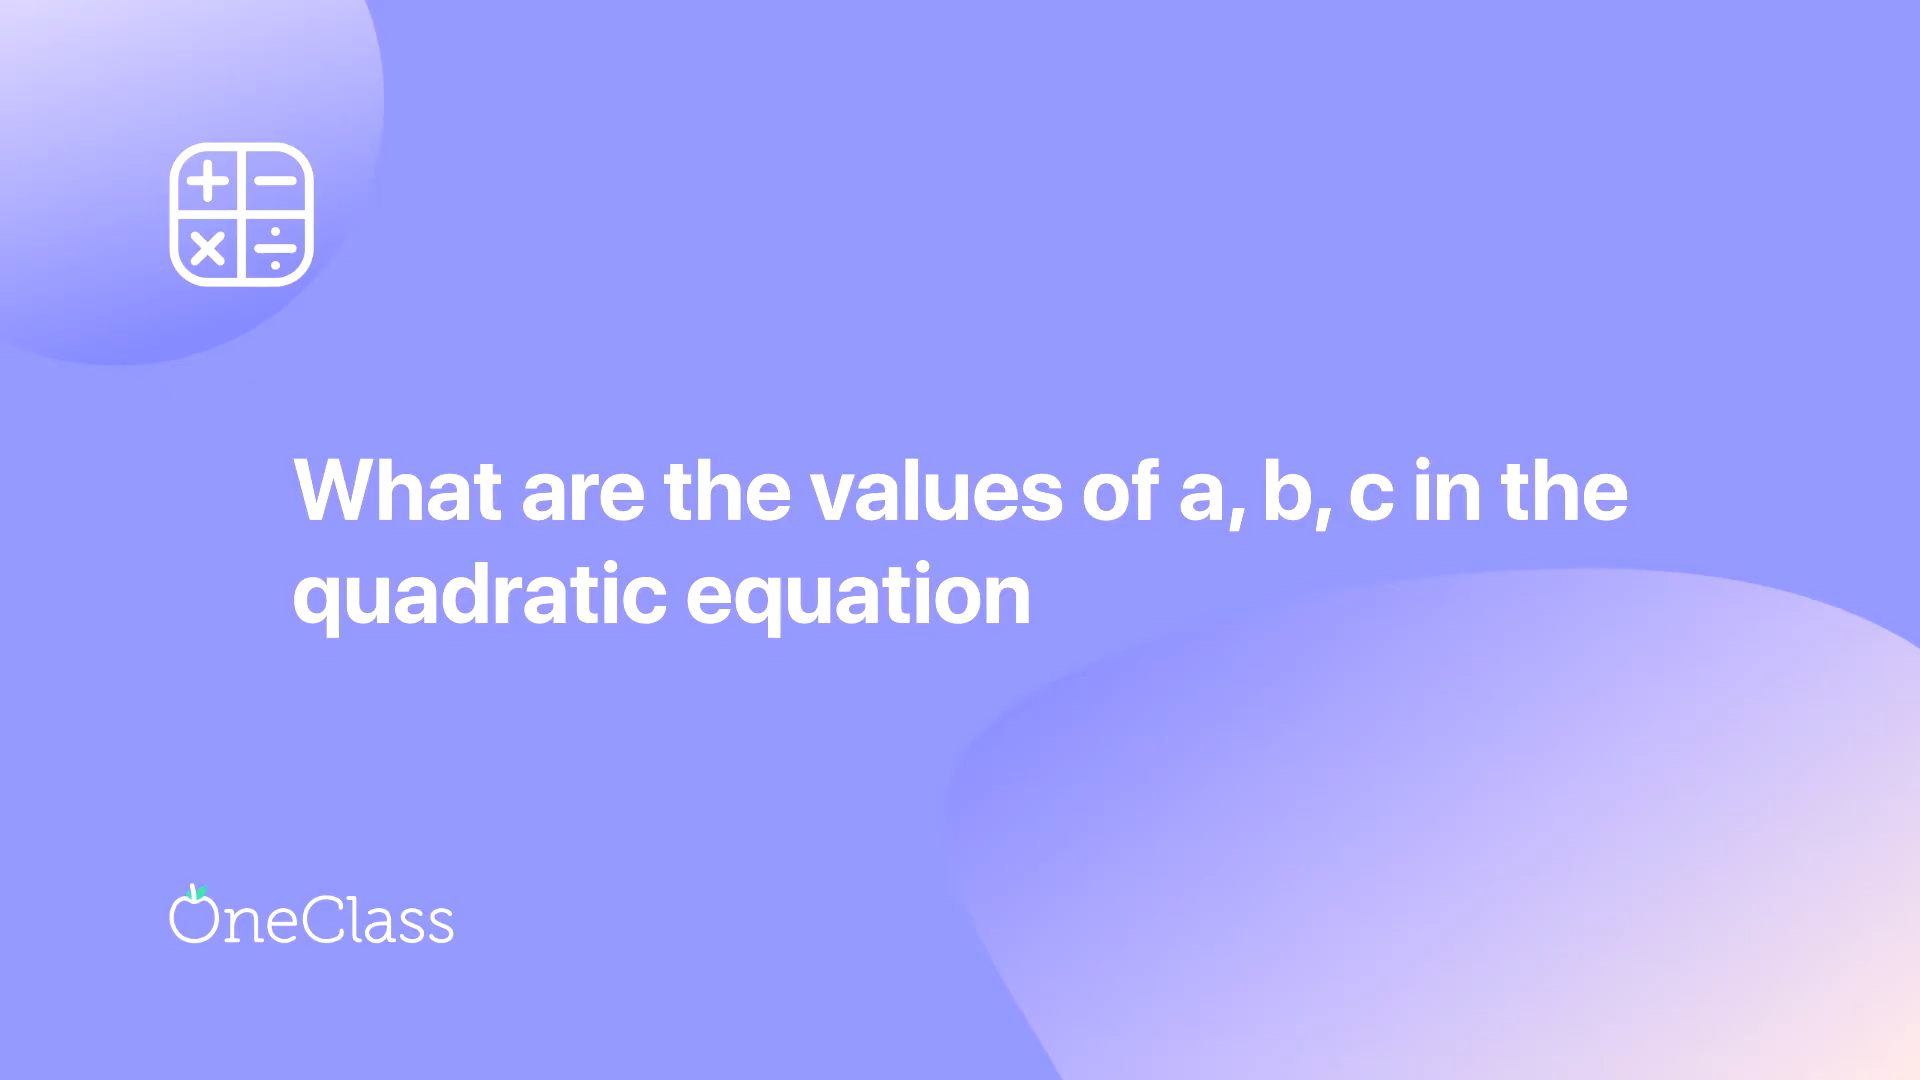 What are the values of a, b, c in the
quadratic equation
OneClass